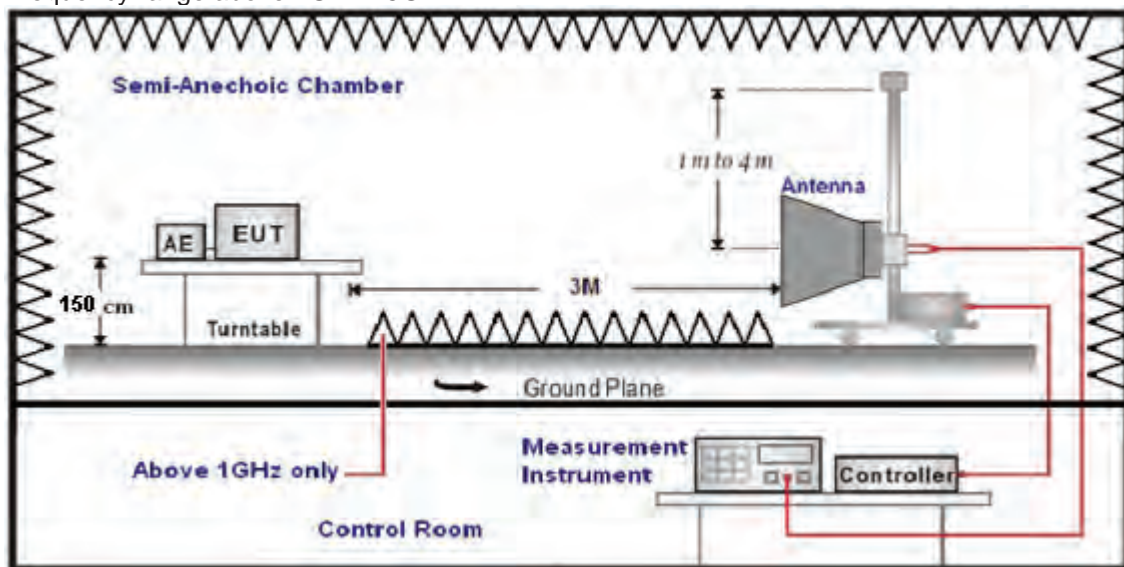 Semi-Anechoic Chamber
1 m to 4 m
Antenna
AE
EUT
150 cm
3M
Turntable
Ground Plane
Above 1GHz only
Measurement
Instrument
Controller
Control Room